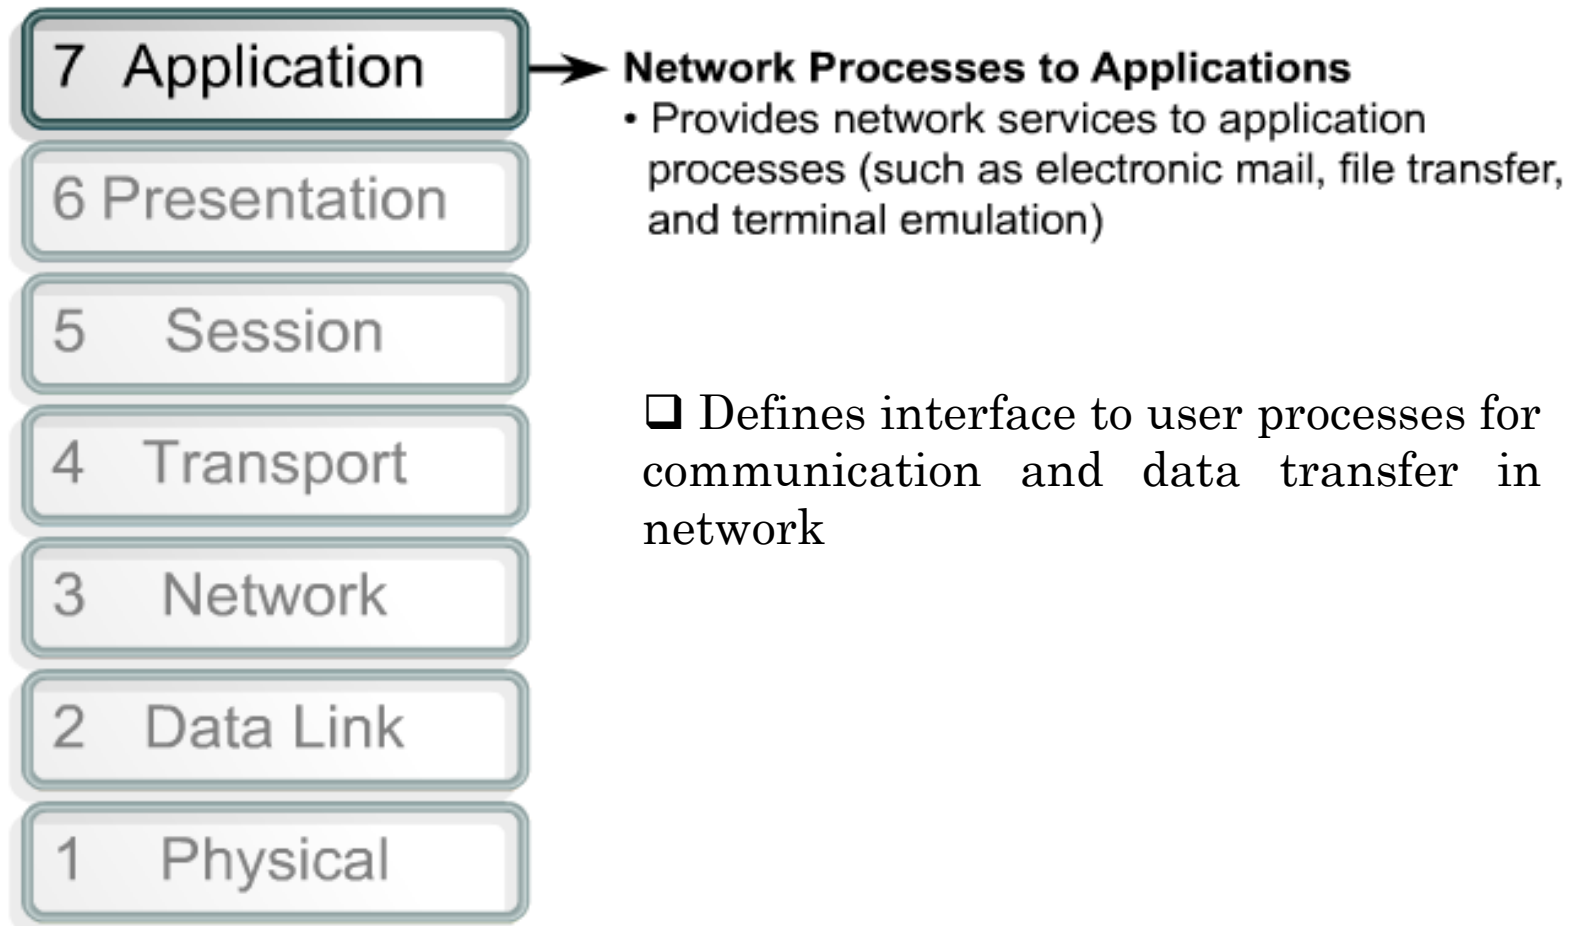 7 Application
Network Processes to Applications
• Provides network services to application
processes (such as electronic mail, file transfer,
and terminal emulation)
6 Presentation
5 Session
4 Transport
3 Network
2 Data Link
1 Physical
❑ Defines interface to user processes for
communication and data transfer in
network